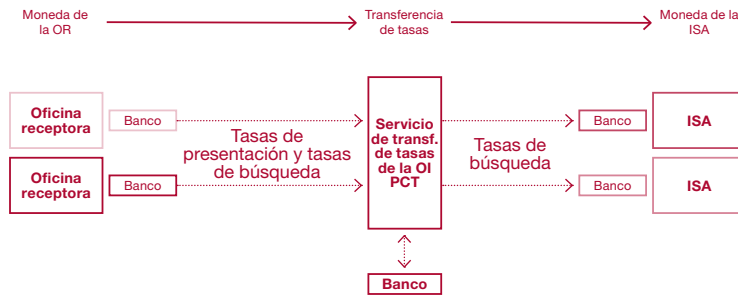 Moneda de
la OR
Transferencia
de tasas
Moneda de la
ISA
Oficina
receptora
Banco
Tasas de
presentación y tasas
de búsqueda
Servicio
de transf.
de tasas
de la OI
PCT
Tasas de
búsqueda
Banco
ISA
Oficina
receptora
Banco
Banco
ISA
Banco